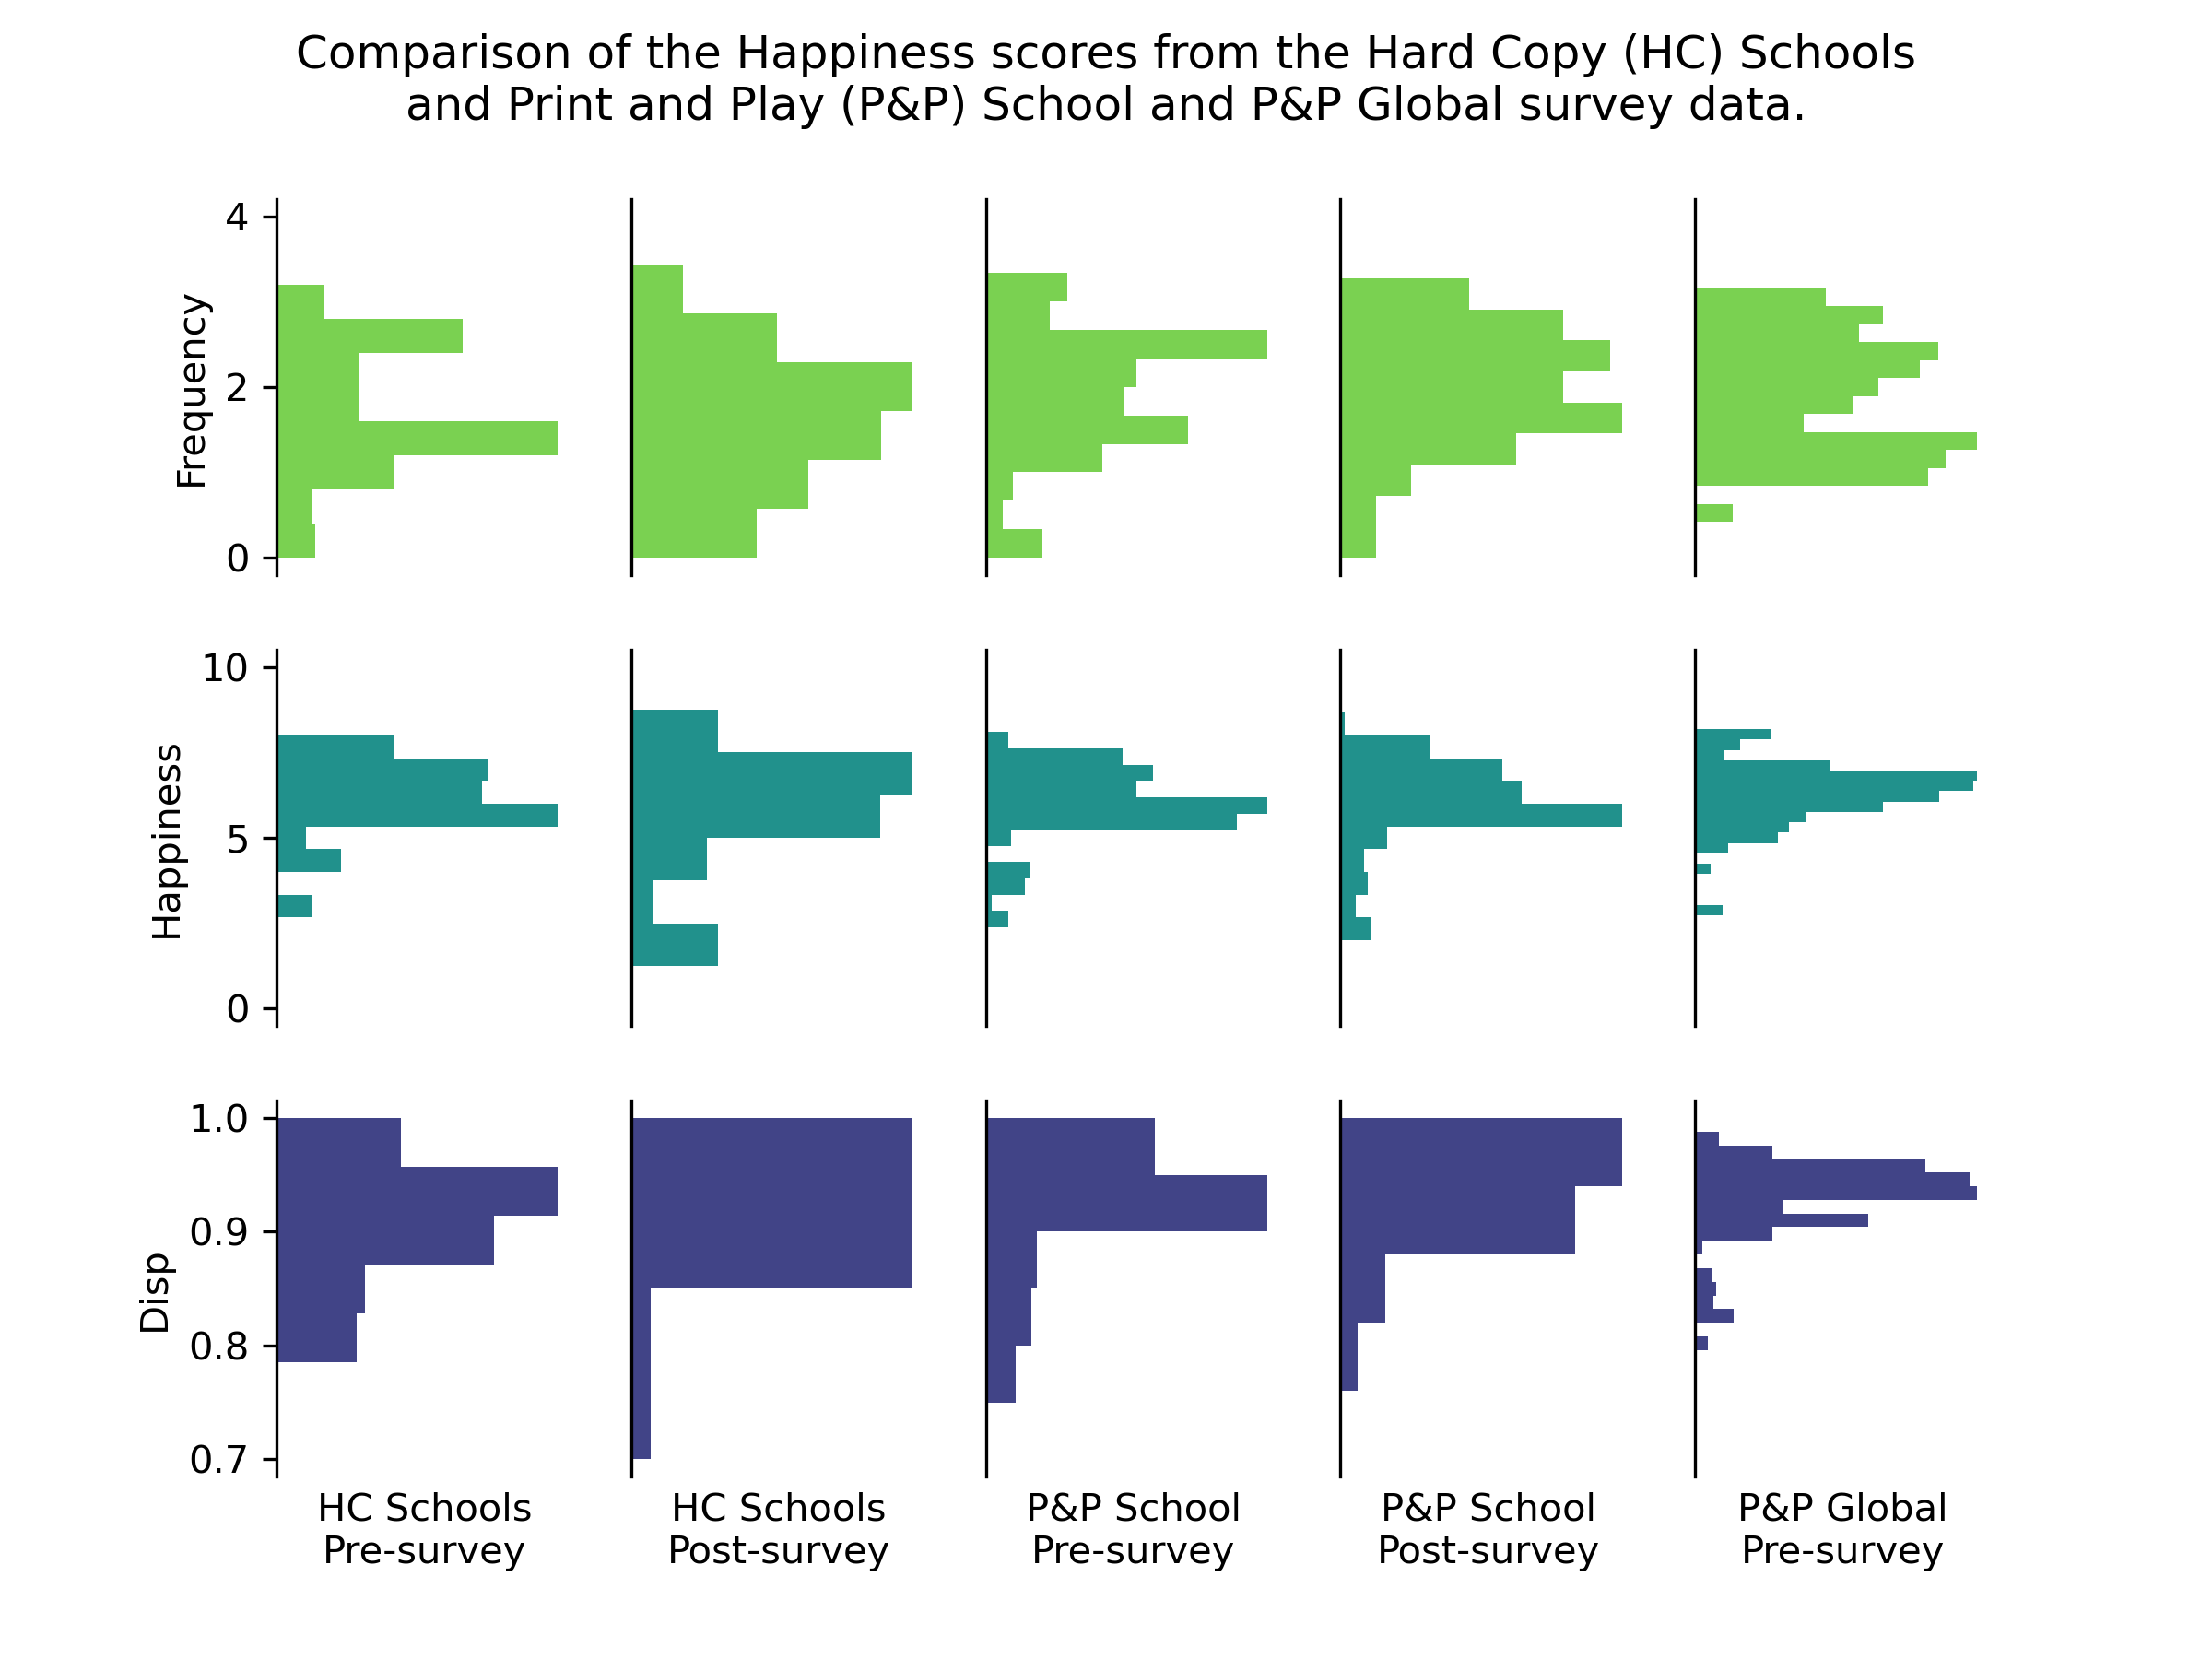 Comparison of the Happiness scores from the Hard Copy (HC) Schools
and Print and Play (P&P) School and P&P Global survey data.
4
2
0
Frequency
10
5
0
Happiness
1.0
0.9
0.8
0.7
Disp
HC Schools
Pre-survey
HC Schools
Post-survey
P&P School
Pre-survey
P&P School
Post-survey
P&P Global
Pre-survey